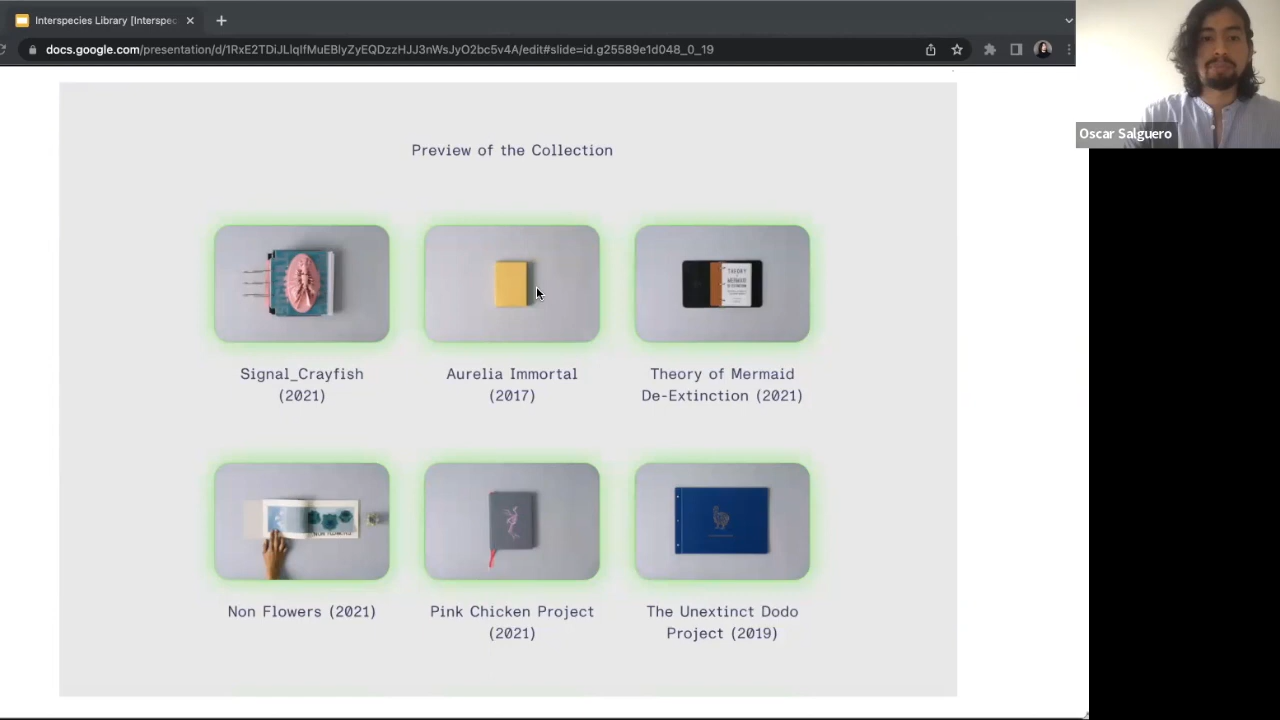 Interspecies Library [Interspec
docs.google.com/presentation/d/1RxE2TDiJLlqIfMuEBlyZyEQDzzHJJ3nWsJyO2bc5v4A/edit#slide=id.g25589e1d048_0_19
Oscar Salguero
Preview of the Collection
THEORY
Signal_Crayfish
(2021)
Aurelia Immortal
(2017)
Theory of Mermaid
De-Extinction (2021)
Non Flowers (2021)
Pink Chicken Project
(2021)
The Unextinct Dodo
Project (2019)